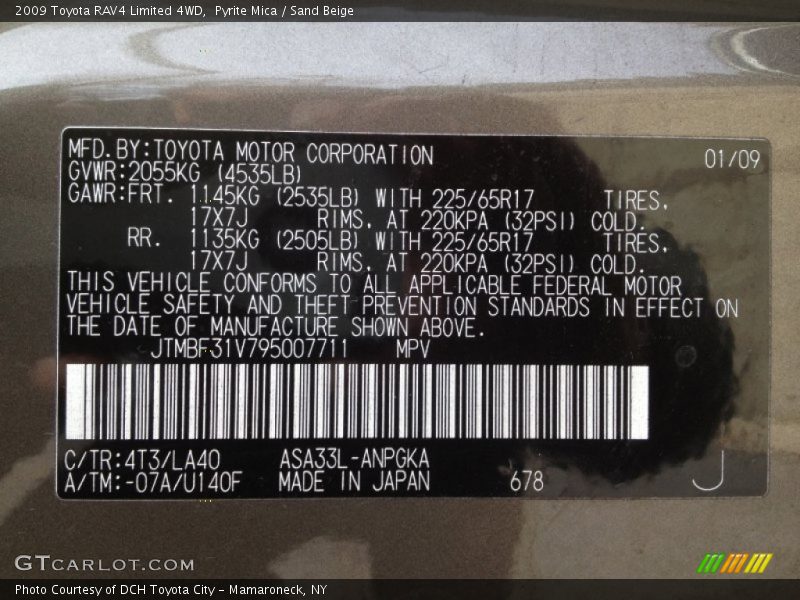 2009 Toyota RAV4 Limited 4WD, Pyrite Mica / Sand Beige
MFD.BY:TOYOTA MOTOR CORPORATION 01/09
GVWR:2055KG (4535LB)
GAWR:FRT. 1145KG (2535LB) WITH 225/65R17 TIRES,
17X7J RIMS, AT 220KPA (32PSI) COLD.
RR. 1135KG (2505LB) WITH 225/65R17 TIRES,
17X7J RIMS, AT 220KPA (32PSI) COLD.
THIS VEHICLE CONFORMS TO ALL APPLICABLE FEDERAL MOTOR
VEHICLE SAFETY AND THEFT PREVENTION STANDARDS IN EFFECT ON
THE DATE OF MANUFACTURE SHOWN ABOVE.
JTMBF31V795007711 MPV
C/TR:4T3/LA40 ASA33L-ANPGKA
A/TM:-07A/U140F MADE IN JAPAN 678 J
GTCARLOT.COM
Photo Courtesy of DCH Toyota City - Mamaroneck, NY